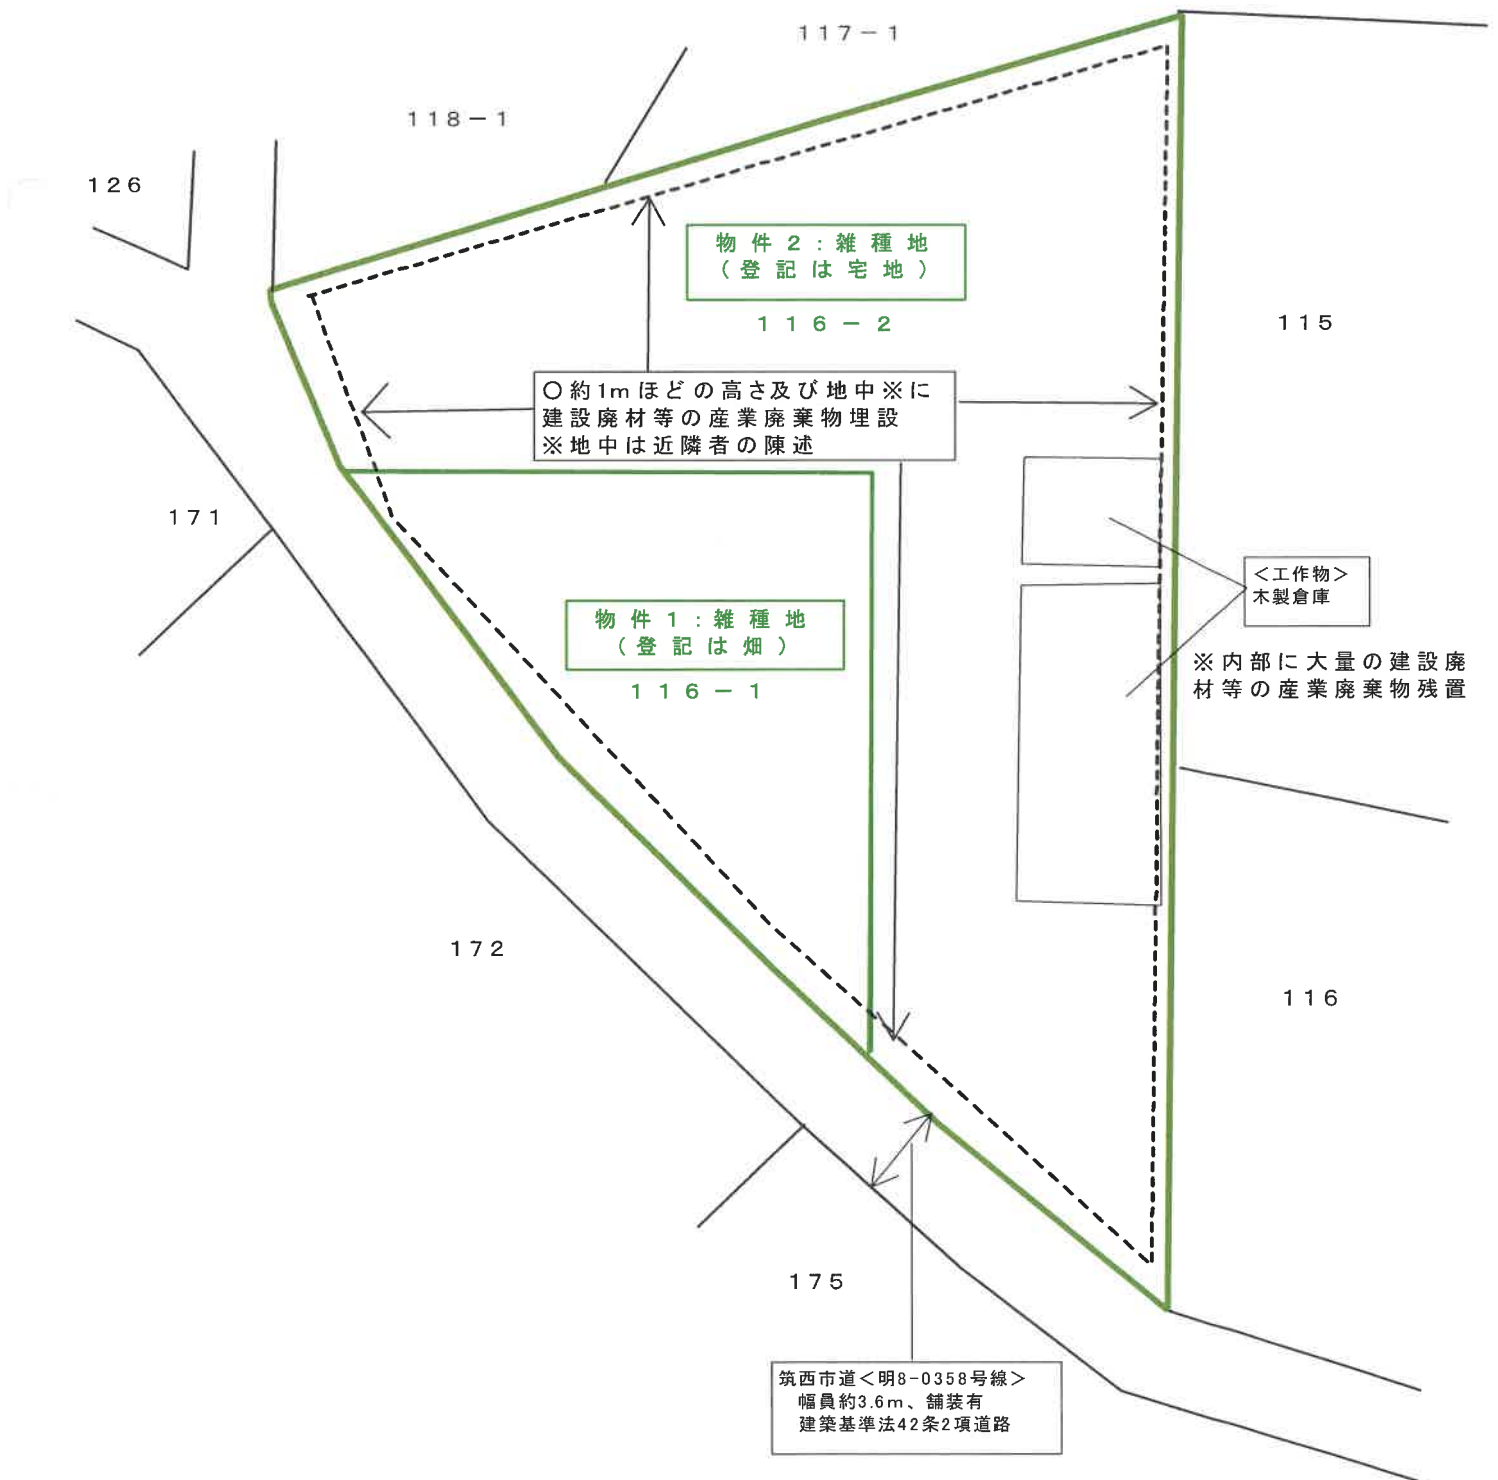 117-1
118-1
126
物件2:雑種地
(登記は宅地)
116-2
115
〇約1mほどの高さ及び地中※に
建設廃材等の産業廃棄物埋設
※地中は近隣者の陳述
171
<工作物>
木製倉庫
物件1:雑種地
(登記は畑)
116-1
※内部に大量の建設廃
材等の産業廃棄物残置
172
116
175
筑西市道<明8-0358号線>
幅員約3.6m、舗装有
建築基準法42条2項道路